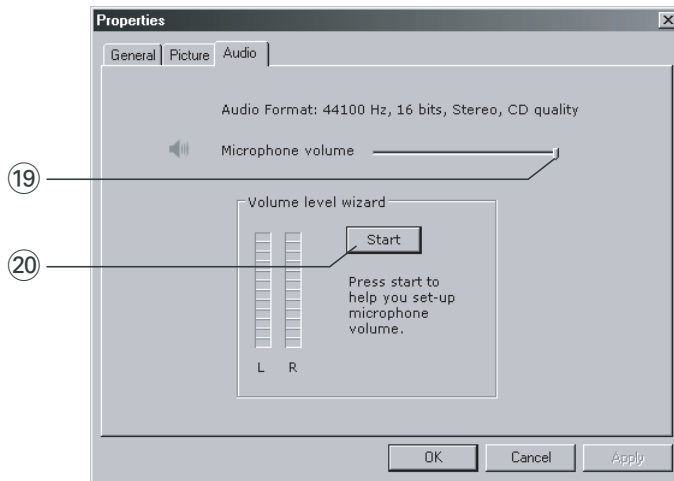 Properties
General Picture Audio
Audio Format: 44100 Hz, 16 bits, Stereo, CD quality
19 Microphone volume
Volume level wizard
20 Start
Press start to
help you set-up
microphone
volume.
L R
OK Cancel Apply